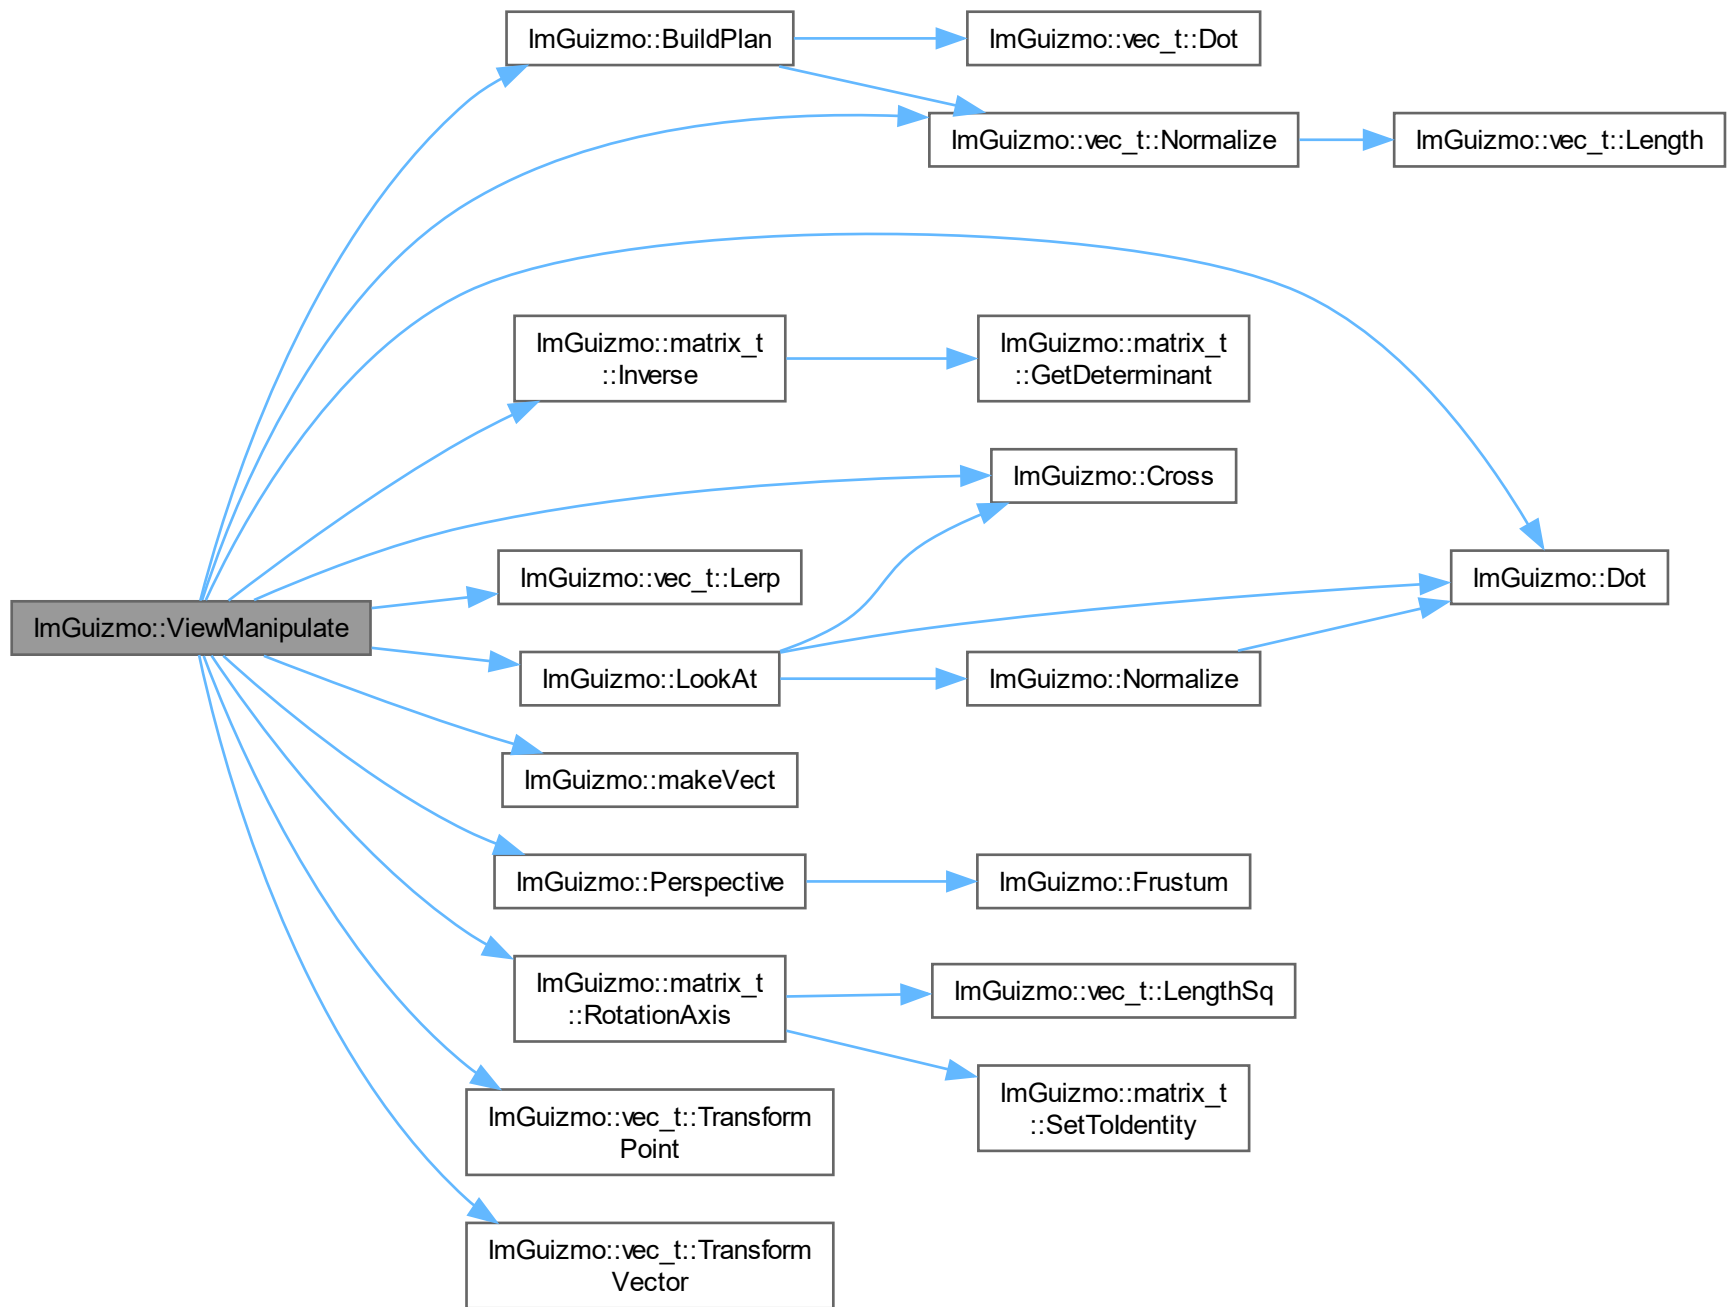 ImGuizmo::BuildPlan
ImGuizmo::vec_t::Dot
ImGuizmo::vec_t::Normalize
ImGuizmo::vec_t::Length
ImGuizmo::matrix_t
::Inverse
ImGuizmo::matrix_t
::GetDeterminant
ImGuizmo::Cross
ImGuizmo::vec_t::Lerp
ImGuizmo::Dot
ImGuizmo::ViewManipulate
ImGuizmo::LookAt
ImGuizmo::Normalize
ImGuizmo::makeVect
ImGuizmo::Perspective
ImGuizmo::Frustum
ImGuizmo::matrix_t
::RotationAxis
ImGuizmo::vec_t::LengthSq
ImGuizmo::matrix_t
::SetToIdentity
ImGuizmo::vec_t::Transform
Point
ImGuizmo::vec_t::Transform
Vector